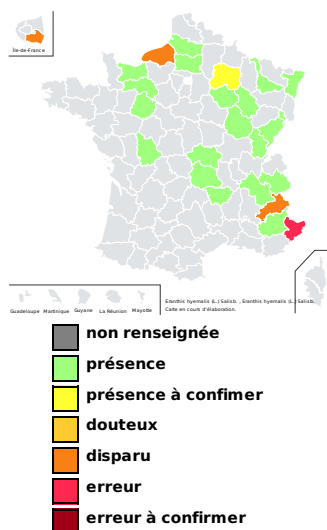 Île-de-France
Guadeloupe Martinique Guyane La Réunion Mayotte
Eranthis hyemalis (L.) Salisb. , Eranthis hyemalis (L.) Salisb.
Carte en cours d'élaboration.
non renseignée
présence
présence à confimer
douteux
disparu
erreur
erreur à confirmer